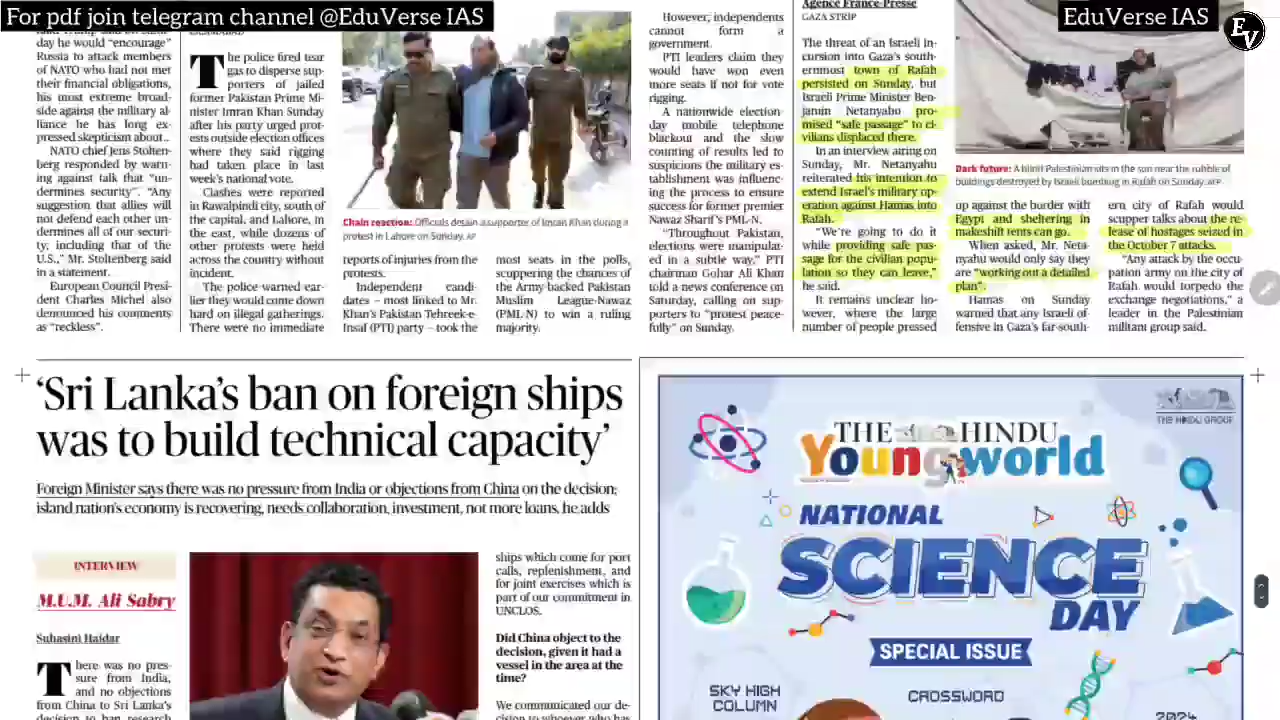 For pdf join telegram channel @EduVerse IAS
EduVerse IAS
EV
day he would "encourage"
Russia to attack members
of NATO who had not met
their financial obligations,
his most extreme broad-
side against the military al-
liance he has long ex-
pressed skepticism about..
NATO chief Jens Stolten-
berg responded by warn-
ing against talk that "un-
dermines security". "Any
suggestion that allies will
not defend each other un-
dermines all of our securi-
ty, including that of the
U.S.," Mr. Stoltenberg said
in a statement.
European Council Presi-
dent Charles Michel also
denounced his comments
as "reckless".
The police fired tear
gas to disperse sup-
porters of jailed
former Pakistan Prime Mi-
nister Imran Khan Sunday
after his party urged prot-
ests outside election offices
where they said rigging
had taken place in last
week's national vote.
Clashes were reported
in Rawalpindi city, south of
the capital, and Lahore, in
the east, while dozens of
other protests were held
across the country without
incident.
The police warned ear-
lier they would come down
hard on illegal gatherings.
There were no immediate
Chain reaction: Officials detain a supporter of Imran Khan during a
protest in Lahore on Sunday. AP
reports of injuries from the
protests.
Independent candi-
dates – most linked to Mr.
Khan's Pakistan Tehreek-e-
Insaf (PTI) party – took the
most seats in the polls,
scuppering the chances of
the Army-backed Pakistan
Muslim League-Nawaz
(PML-N) to win a ruling
majority.
However, independents
cannot form a
government.
PTI leaders claim they
would have won even
more seats if not for vote
rigging.
A nationwide election-
day mobile telephone
blackout and the slow
counting of results led to
suspicions the military es-
tablishment was influenc-
ing the process to ensure
success for former premier
Nawaz Sharif's PML-N.
"Throughout Pakistan,
elections were manipulat-
ed in a subtle way," PTI
chairman Gohar Ali Khan
told a news conference on
Saturday, calling on sup-
porters to "protest peace-
fully" on Sunday.
Agence France-Presse
GAZA STRIP
The threat of an Israeli in-
cursion into Gaza's south-
ernmost town of Rafah
persisted on Sunday, but
Israeli Prime Minister Ben-
jamin Netanyahu pro-
mised "safe passage" to ci-
vilians displaced there.
In an interview airing on
Sunday, Mr. Netanyahu
reiterated his intention to
extend Israel's military op-
eration against Hamas into
Rafah.
"We're going to do it
while providing safe pas-
sage for the civilian popu-
lation so they can leave,"
he said.
It remains unclear ho-
wever, where the large
number of people pressed
Dark future: A blind Palestinian sits in the sun near the rubble of
buildings destroyed by Israeli bombing in Rafah on Sunday. AFP
up against the border with
Egypt and sheltering in
makeshift tents can go.
When asked, Mr. Neta-
nyahu would only say they
are "working out a detailed
plan".
Hamas on Sunday
warned that any Israeli of-
fensive in Gaza's far-south-
ern city of Rafah would
scupper talks about the re-
lease of hostages seized in
the October 7 attacks.
"Any attack by the occu-
pation army on the city of
Rafah would torpedo the
exchange negotiations," a
leader in the Palestinian
militant group said.
'Sri Lanka's ban on foreign ships
was to build technical capacity'
Foreign Minister says there was no pressure from India or objections from China on the decision;
island nation's economy is recovering, needs collaboration, investment, not more loans, he adds
INTERVIEW
M.U.M. Ali Sabry
Suhasini Haidar
There was no pres-
sure from India,
and no objections
from China to Sri Lanka's
decision to ban research
ships which come for port
calls, replenishment, and
for joint exercises which is
part of our commitment in
UNCLOS.
Did China object to the
decision, given it had a
vessel in the area at the
time?
We communicated our de-
cision to whoever who has
THE HINDU GROUP
THE HINDU
Young world
NATIONAL
SCIENCE
DAY
SPECIAL ISSUE
SKY HIGH
COLUMN
CROSSWORD
2024